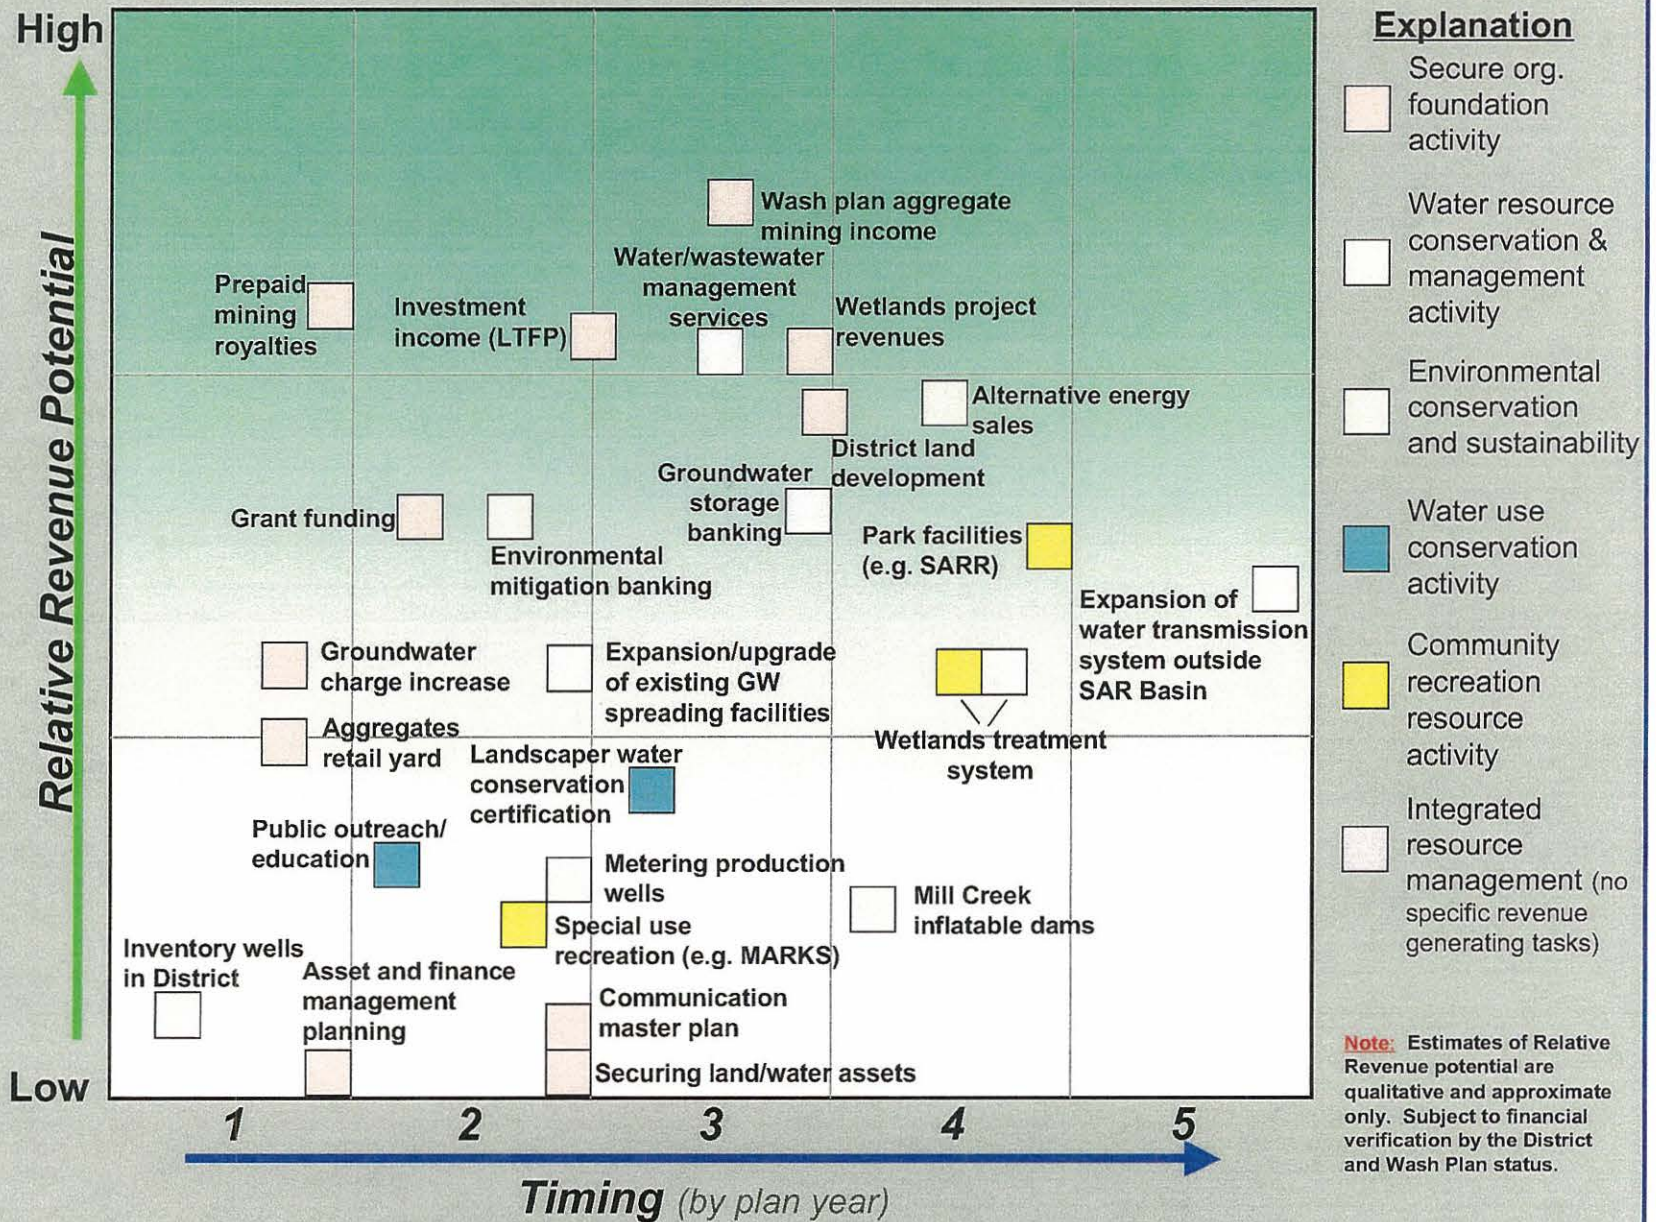 High
Relative Revenue Potential
Low
Wash plan aggregate
mining income
Water/wastewater
management
services
Prepaid
mining
royalties
Investment
income (LTFP)
Wetlands project
revenues
Alternative energy
sales
District land
development
Groundwater
storage
banking
Grant funding
Environmental
mitigation banking
Park facilities
(e.g. SARR)
Expansion of
water transmission
system outside
SAR Basin
Groundwater
charge increase
Expansion/upgrade
of existing GW
spreading facilities
Aggregates
retail yard
Wetlands treatment
system
Landscaper water
conservation
certification
Public outreach/
education
Metering production
wells
Mill Creek
inflatable dams
Special use
recreation (e.g. MARKS)
Inventory wells
in District
Asset and finance
management
planning
Communication
master plan
Securing land/water assets
1 2 3 4 5
Timing (by plan year)
Explanation
Secure org.
foundation
activity
Water resource
conservation &
management
activity
Environmental
conservation
and sustainability
Water use
conservation
activity
Community
recreation
resource
activity
Integrated
resource
management (no
specific revenue
generating tasks)
Note: Estimates of Relative
Revenue potential are
qualitative and approximate
only. Subject to financial
verification by the District
and Wash Plan status.